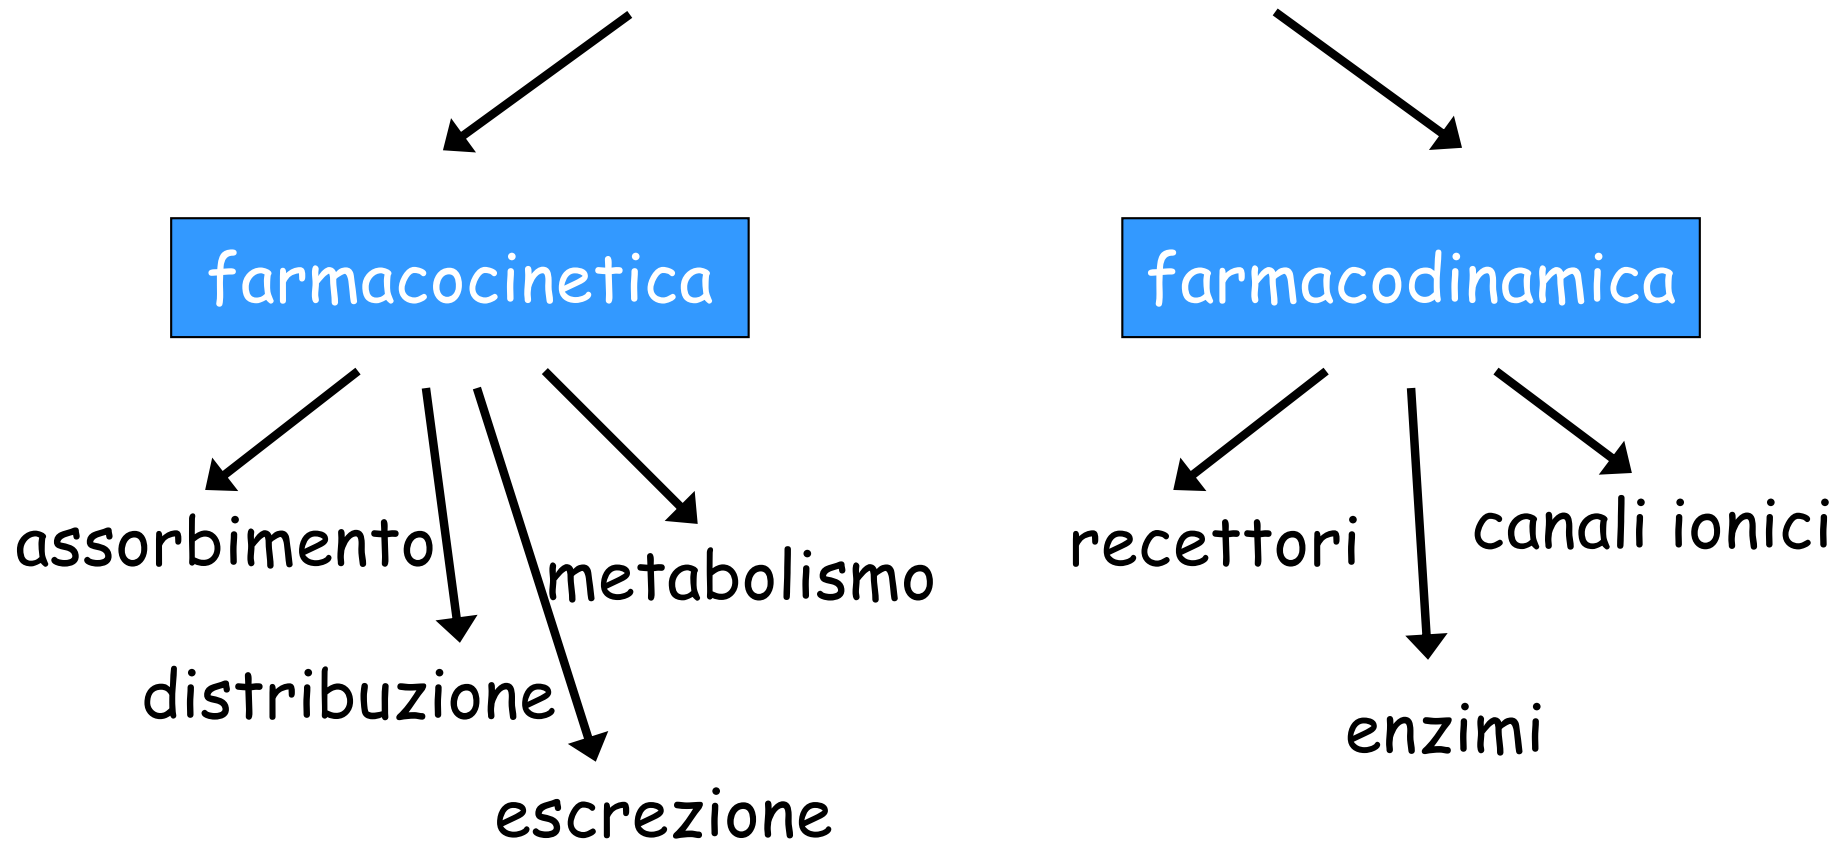 farmacocinetica
farmacodinamica
assorbimento
metabolismo
distribuzione
escrezione
recettori
canali ionici
enzimi